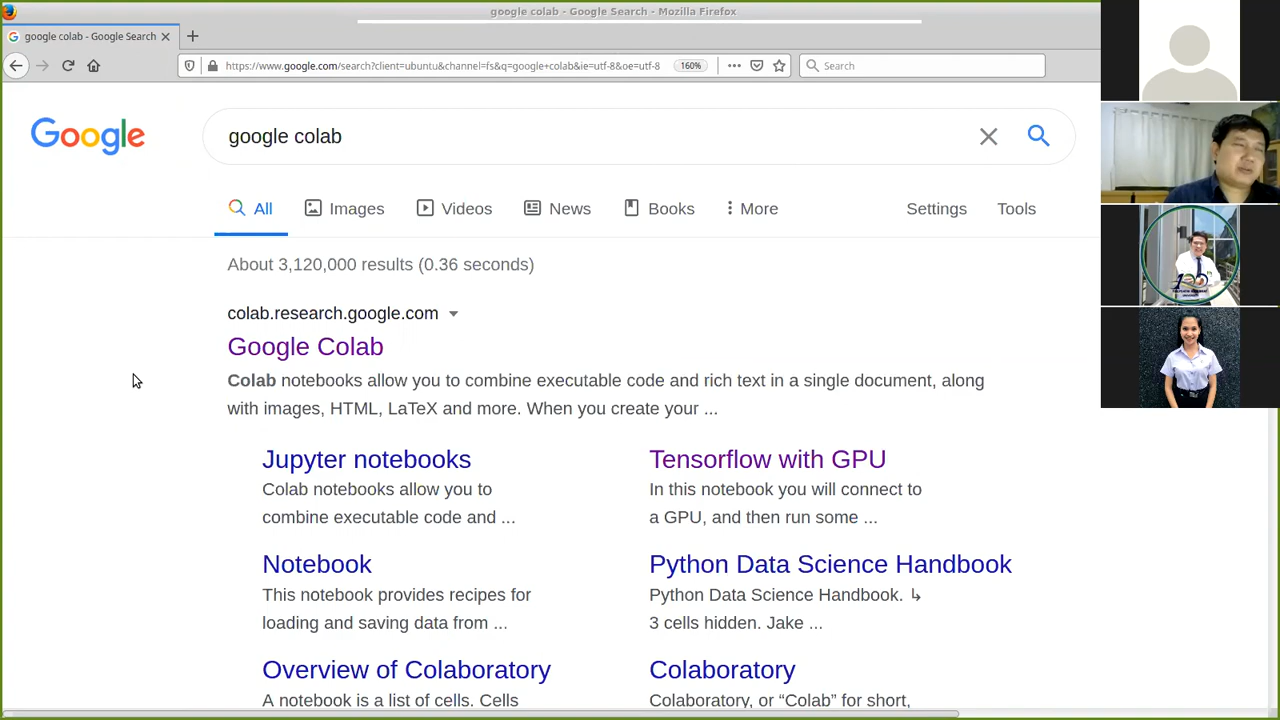 google colab - Google Search - Mozilla Firefox
google colab - Google Search
https://www.google.com/search?client=ubuntu&channel=fs&q=google+colab&ie=utf-8&oe=utf-8
160%
Search
Google
google colab
All
Images
Videos
News
Books
More
Settings
Tools
About 3,120,000 results (0.36 seconds)
colab.research.google.com
Google Colab
Colab notebooks allow you to combine executable code and rich text in a single document, along
with images, HTML, LaTeX and more. When you create your ...
Jupyter notebooks
Colab notebooks allow you to
combine executable code and ...
Tensorflow with GPU
In this notebook you will connect to
a GPU, and then run some ...
Notebook
This notebook provides recipes for
loading and saving data from ...
Python Data Science Handbook
Python Data Science Handbook. ↳
3 cells hidden. Jake ...
Overview of Colaboratory
A notebook is a list of cells. Cells
Colaboratory
Colaboratory, or “Colab” for short,